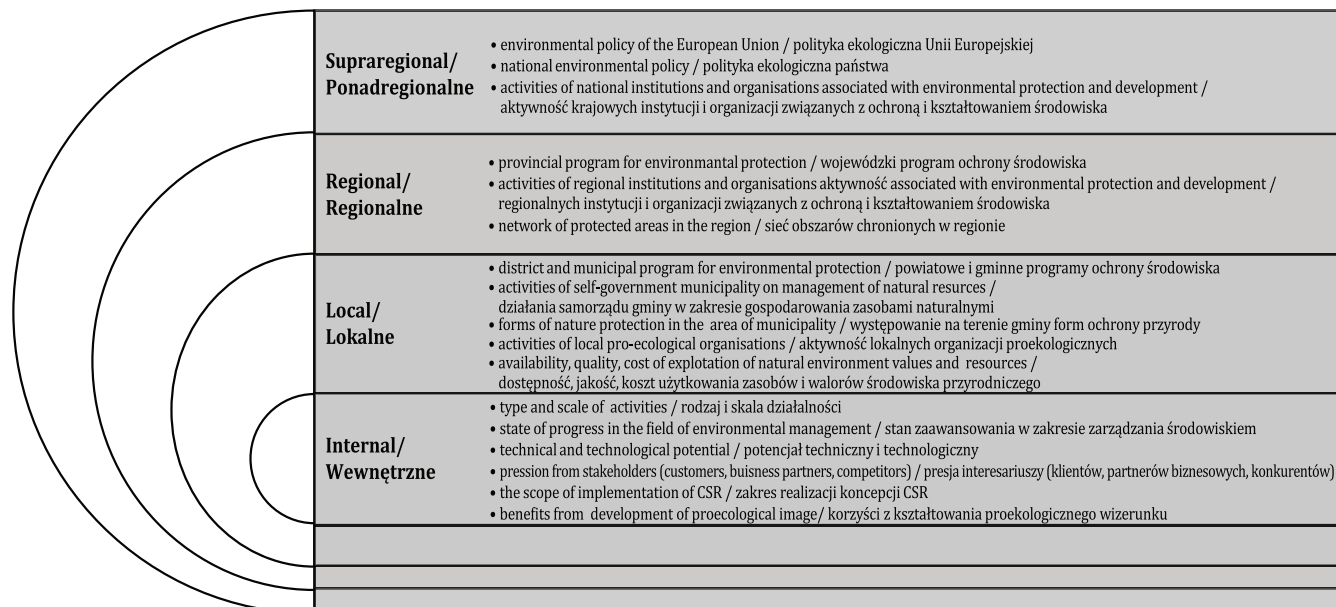 Supraregional/
Ponadregionalne
• environmental policy of the European Union / polityka ekologiczna Unii Europejskiej
• national environmental policy / polityka ekologiczna państwa
• activities of national institutions and organisations associated with environmental protection and development /
aktywność krajowych instytucji i organizacji związanych z ochroną i kształtowaniem środowiska
Regional/
Regionalne
• provincial program for environmantal protection / wojewódzki program ochrony środowiska
• activities of regional institutions and organisations aktywność associated with environmental protection and development /
regionalnych instytucji i organizacji związanych z ochroną i kształtowaniem środowiska
• network of protected areas in the region / sieć obszarów chronionych w regionie
Local/
Lokalne
• district and municipal program for environmental protection / powiatowe i gminne programy ochrony środowiska
• activities of self-government municipality on management of natural resurces /
działania samorządu gminy w zakresie gospodarowania zasobami naturalnymi
• forms of nature protection in the area of municipality / występowanie na terenie gminy form ochrony przyrody
• activities of local pro-ecological organisations / aktywność lokalnych organizacji proekologicznych
• availability, quality, cost of explotation of natural environment values and resources /
dostępność, jakość, koszt użytkowania zasobów i walorów środowiska przyrodniczego
Internal/
Wewnętrzne
• type and scale of activities / rodzaj i skala działalności
• state of progress in the field of environmental management / stan zaawansowania w zakresie zarządzania środowiskiem
• technical and technological potential / potencjał techniczny i technologiczny
• pression from stakeholders (customers, buisness partners, competitors) / presja interesariuszy (klientów, partnerów biznesowych, konkurentów)
• the scope of implementation of CSR / zakres realizacji koncepcji CSR
• benefits from development of proecological image/ korzyści z kształtowania proekologicznego wizerunku